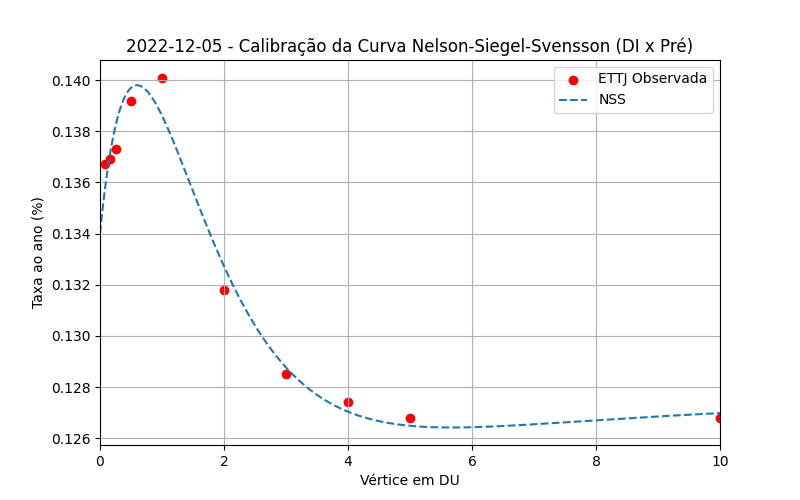 2022-12-05 - Calibração da Curva Nelson-Siegel-Svensson (DI x Pré)
ETTJ Observada
NSS
Taxa ao ano (%)
0.140
0.138
0.136
0.134
0.132
0.130
0.128
0.126
0 2 4 6 8 10
Vértice em DU